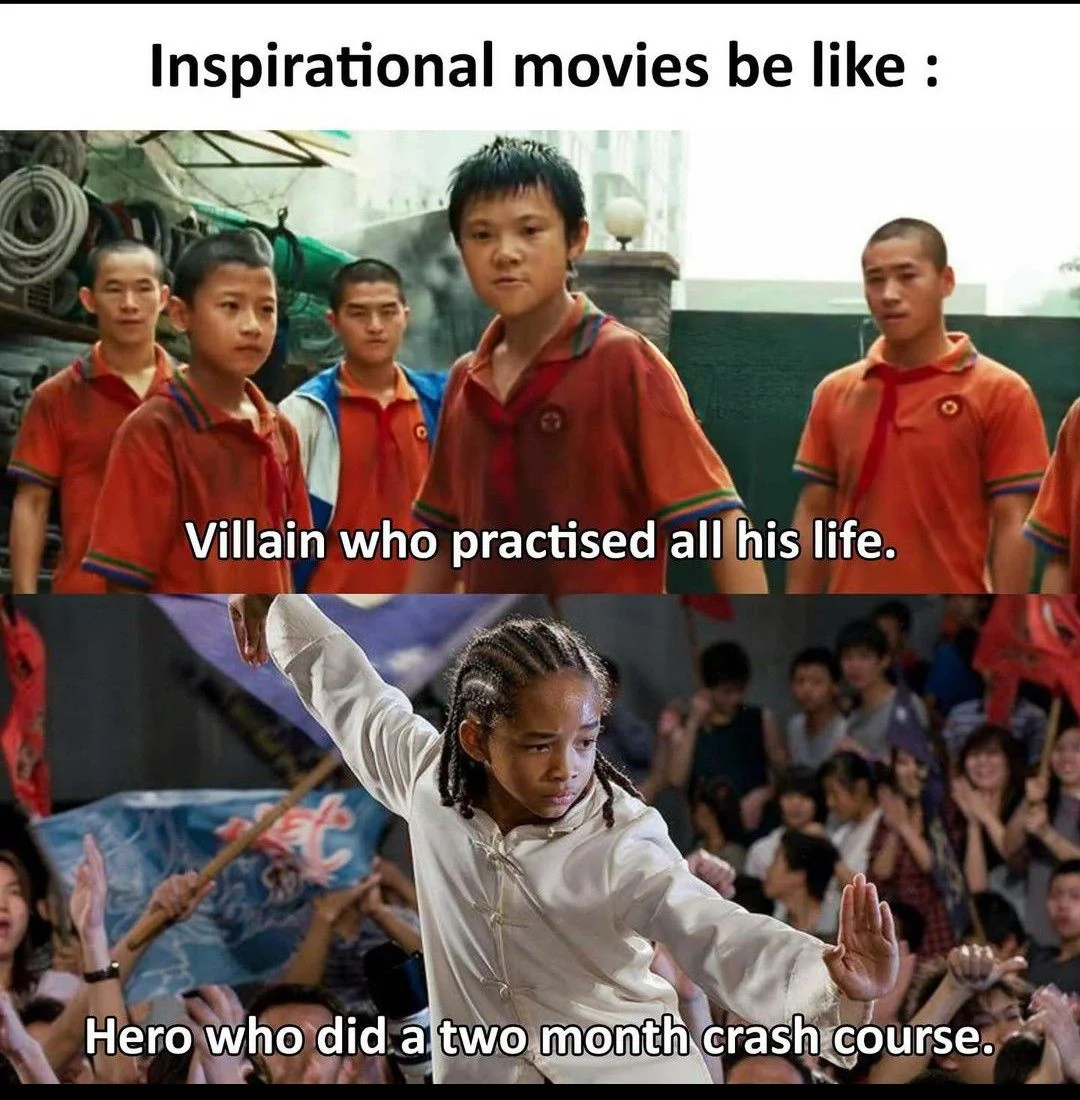 Inspirational movies be like :
Villain who practised all his life.
Hero who did a two month crash course.